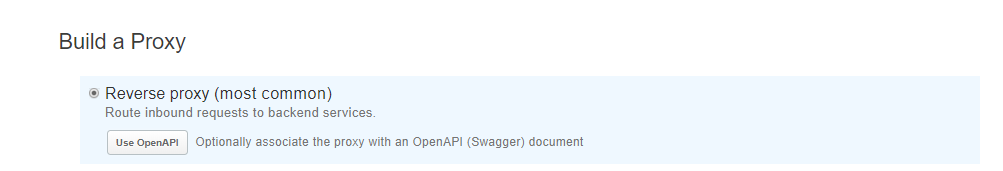 Build a Proxy
Reverse proxy (most common)
Route inbound requests to backend services.
Use OpenAPI Optionally associate the proxy with an OpenAPI (Swagger) document